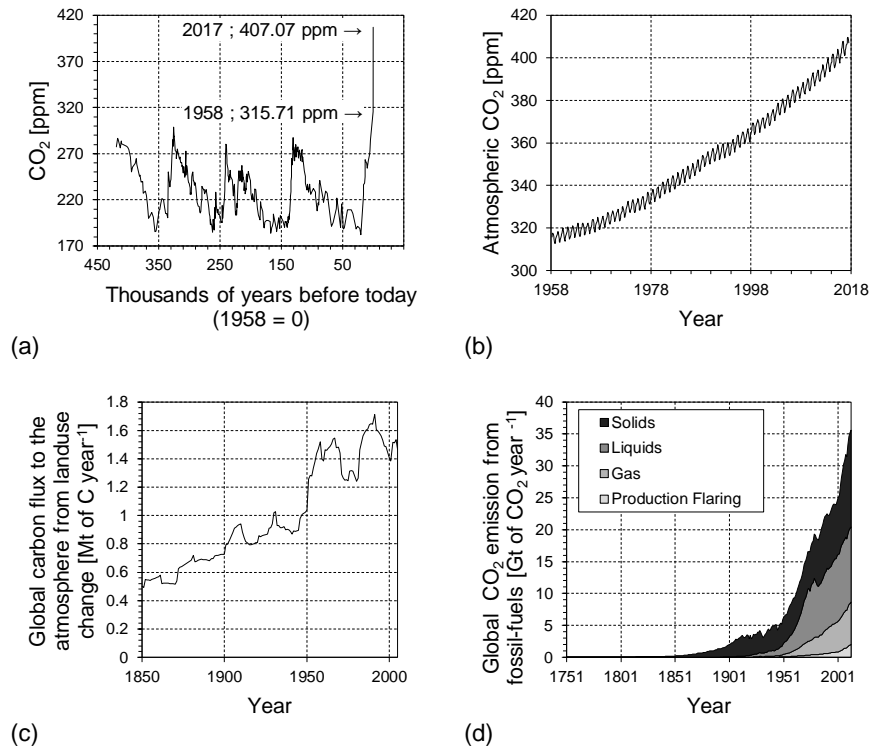 420
370
320
270
220
170
CO2 [ppm]
2017 ; 407.07 ppm →
1958 ; 315.71 ppm →
450
350
250
150
50
Thousands of years before today
(1958 = 0)
(a)
420
400
380
360
340
320
300
Atmospheric CO2 [ppm]
1958
1978
1998
2018
Year
(b)
1.8
1.6
1.4
1.2
1
0.8
0.6
0.4
0.2
0
Global carbon flux to the
atmosphere from landuse
change [Mt of C year-1]
1850
1900
1950
2000
Year
(c)
40
35
30
25
20
15
10
5
0
Global CO2 emission from
fossil-fuels [Gt of CO2 year -1]
Solids
Liquids
Gas
Production Flaring
1751
1801
1851
1901
1951
2001
Year
(d)